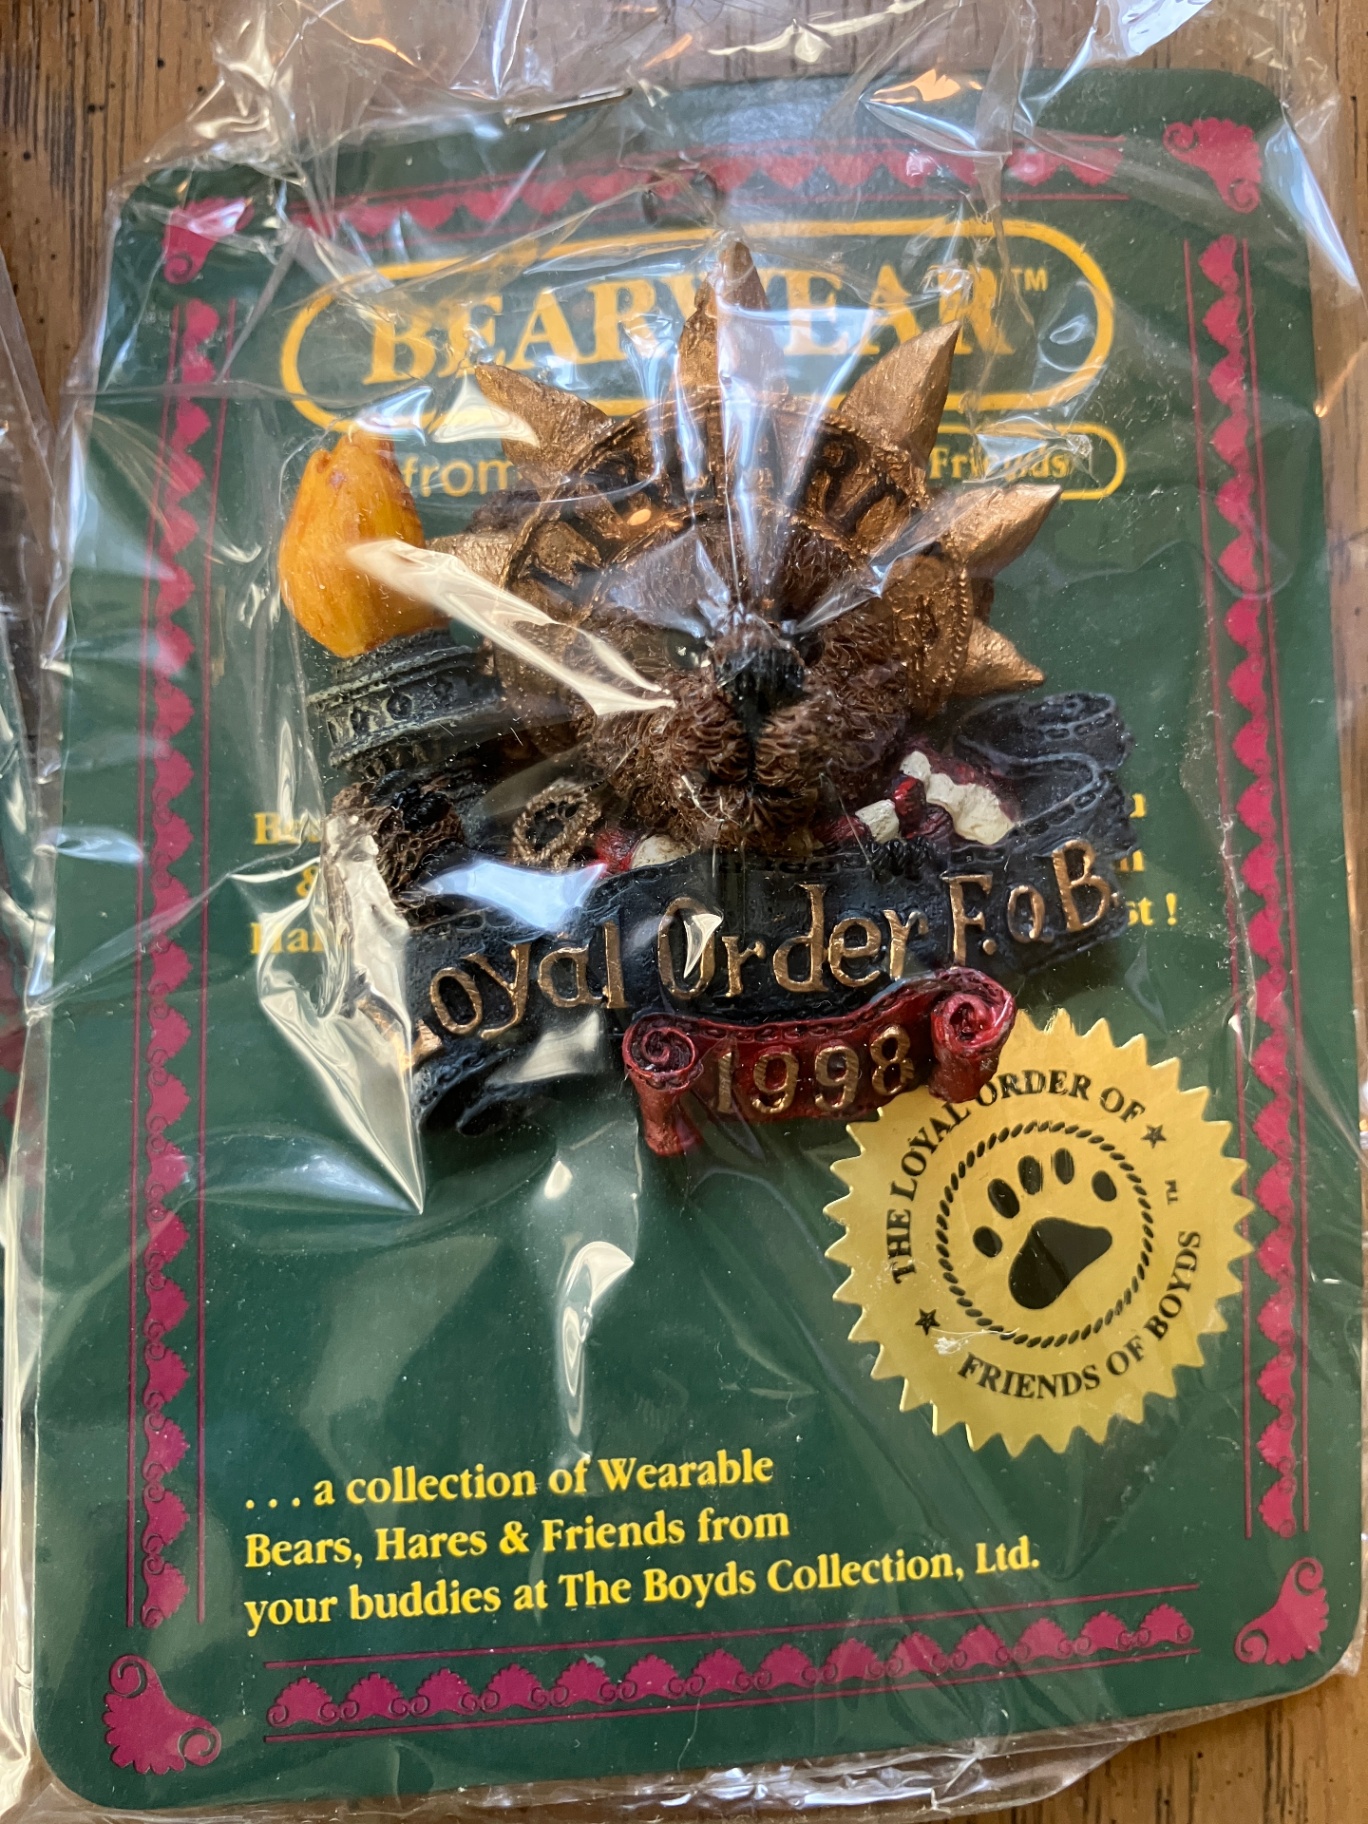 BEARWEAR™
from Friends
st !
Loyal Order F.o.B
1998
THE LOYAL ORDER OF
FRIENDS OF BOYDS ™
. . . a collection of Wearable
Bears, Hares & Friends from
your buddies at The Boyds Collection, Ltd.